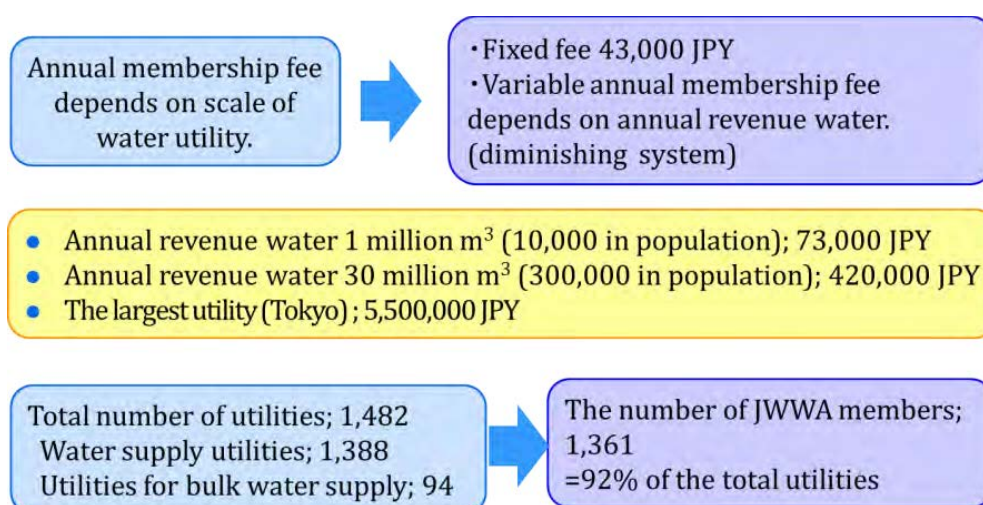 Annual membership fee
depends on scale of
water utility.
・Fixed fee 43,000 JPY
・Variable annual membership fee
depends on annual revenue water.
(diminishing system)
● Annual revenue water 1 million m³ (10,000 in population); 73,000 JPY
● Annual revenue water 30 million m³ (300,000 in population); 420,000 JPY
● The largest utility (Tokyo) ; 5,500,000 JPY
Total number of utilities; 1,482
Water supply utilities; 1,388
Utilities for bulk water supply; 94
The number of JWWA members;
1,361
=92% of the total utilities